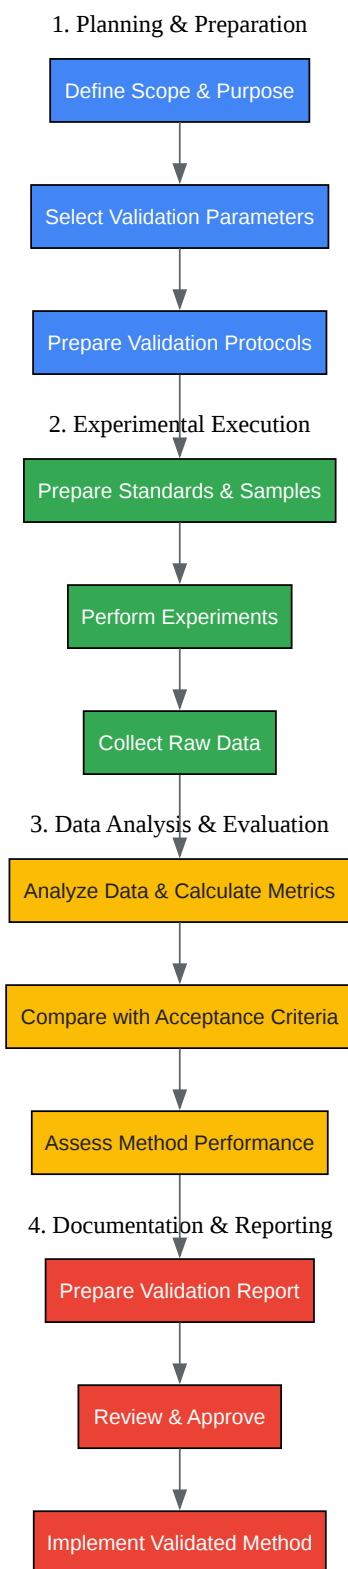 1. Planning & Preparation
Define Scope & Purpose
Select Validation Parameters
Prepare Validation Protocols
2. Experimental Execution
Prepare Standards & Samples
Perform Experiments
Collect Raw Data
3. Data Analysis & Evaluation
Analyze Data & Calculate Metrics
Compare with Acceptance Criteria
Assess Method Performance
4. Documentation & Reporting
Prepare Validation Report
Review & Approve
Implement Validated Method